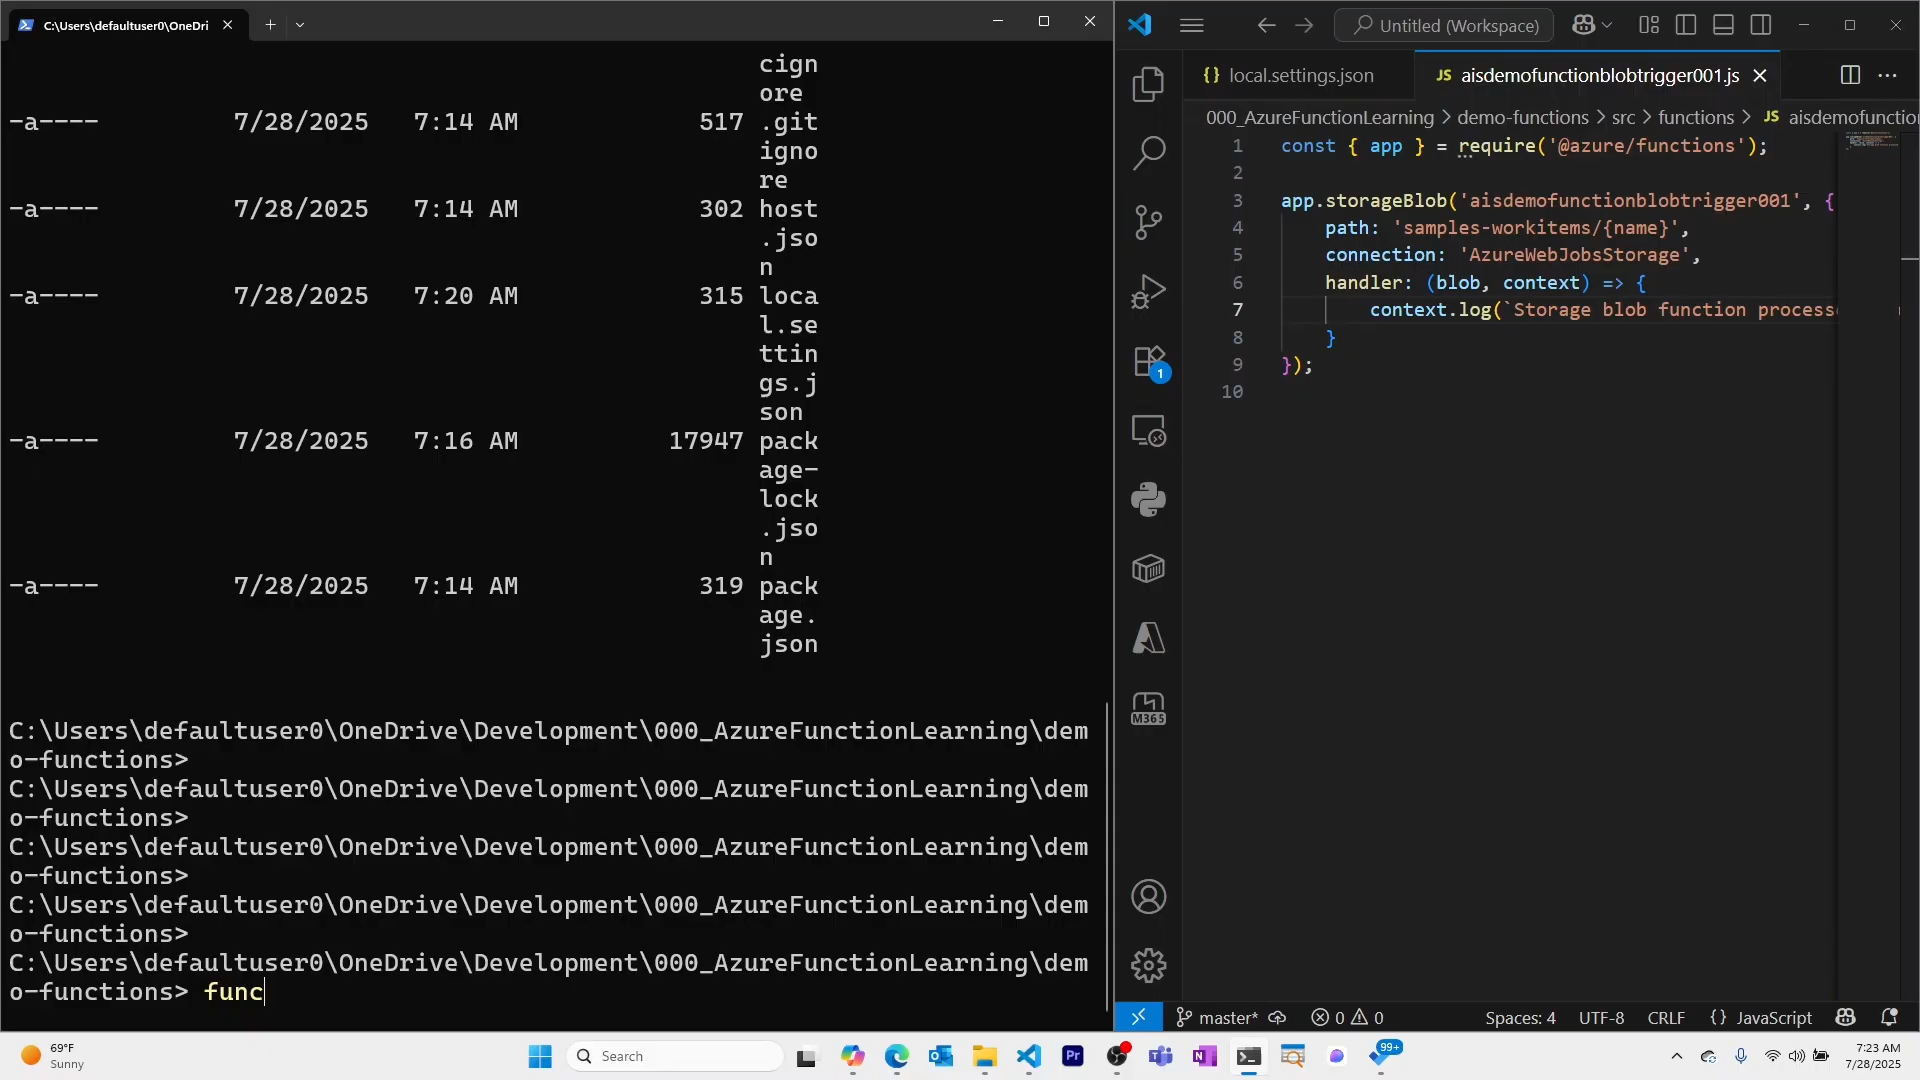 C:\Users\defaultuser0\OneDri
cign
ore
-a---- 7/28/2025 7:14 AM 517 .git
igno
re
-a---- 7/28/2025 7:14 AM 302 host
.jso
n
-a---- 7/28/2025 7:20 AM 315 loca
l.se
ttin
gs.j
son
-a---- 7/28/2025 7:16 AM 17947 pack
age-
lock
.jso
n
-a---- 7/28/2025 7:14 AM 319 pack
age.
json
C:\Users\defaultuser0\OneDrive\Development\000_AzureFunctionLearning\dem
o-functions>
C:\Users\defaultuser0\OneDrive\Development\000_AzureFunctionLearning\dem
o-functions>
C:\Users\defaultuser0\OneDrive\Development\000_AzureFunctionLearning\dem
o-functions>
C:\Users\defaultuser0\OneDrive\Development\000_AzureFunctionLearning\dem
o-functions>
C:\Users\defaultuser0\OneDrive\Development\000_AzureFunctionLearning\dem
o-functions> func
Untitled (Workspace)
{} local.settings.json
JS aisdemofunctionblobtrigger001.js
000_AzureFunctionLearning > demo-functions > src > functions > JS aisdemofunctio
1 const { app } = require('@azure/functions');
2
3 app.storageBlob('aisdemofunctionblobtrigger001', {
4 path: 'samples-workitems/{name}',
5 connection: 'AzureWebJobsStorage',
6 handler: (blob, context) => {
7 context.log(`Storage blob function process
8 }
9 });
10
1
M365
master* 0 0 Spaces: 4 UTF-8 CRLF {} JavaScript
69°F
Sunny
Search
Pr
N
99+
7:23 AM
7/28/2025